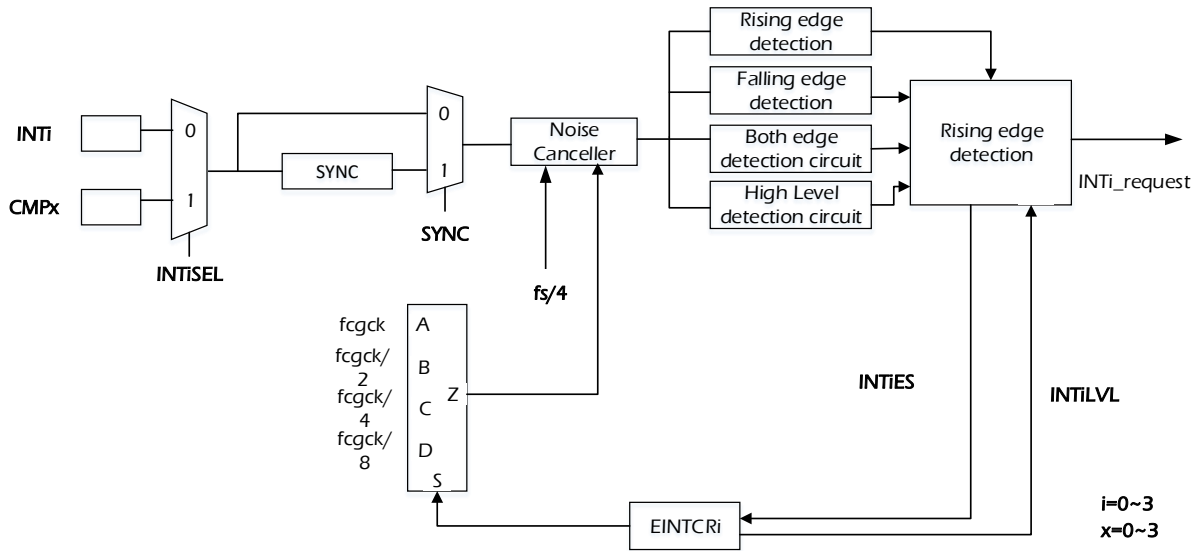 INTi
CMPx
0
1
INTiSEL
SYNC
0
1
SYNC
Noise
Canceller
fs/4
Rising edge
detection
Falling edge
detection
Both edge
detection circuit
High Level
detection circuit
Rising edge
detection
INTi_request
fcgck
fcgck/
2
fcgck/
4
fcgck/
8
A
B
C
D
Z
S
INTiES
INTiLVL
EINTCRi
i=0~3
x=0~3